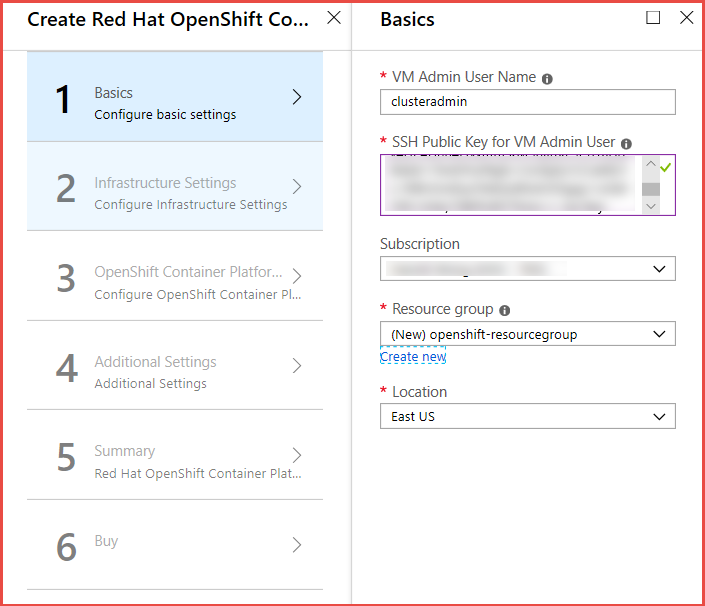 Create Red Hat OpenShift Co...
1
Basics
Configure basic settings
2
Infrastructure Settings
Configure Infrastructure Settings
3
OpenShift Container Platfor...
Configure OpenShift Container Pl...
4
Additional Settings
Additional Settings
5
Summary
Red Hat OpenShift Container Plat...
6
Buy
Basics
* VM Admin User Name
clusteradmin
* SSH Public Key for VM Admin User
Subscription
* Resource group
(New) openshift-resourcegroup
Create new
* Location
East US